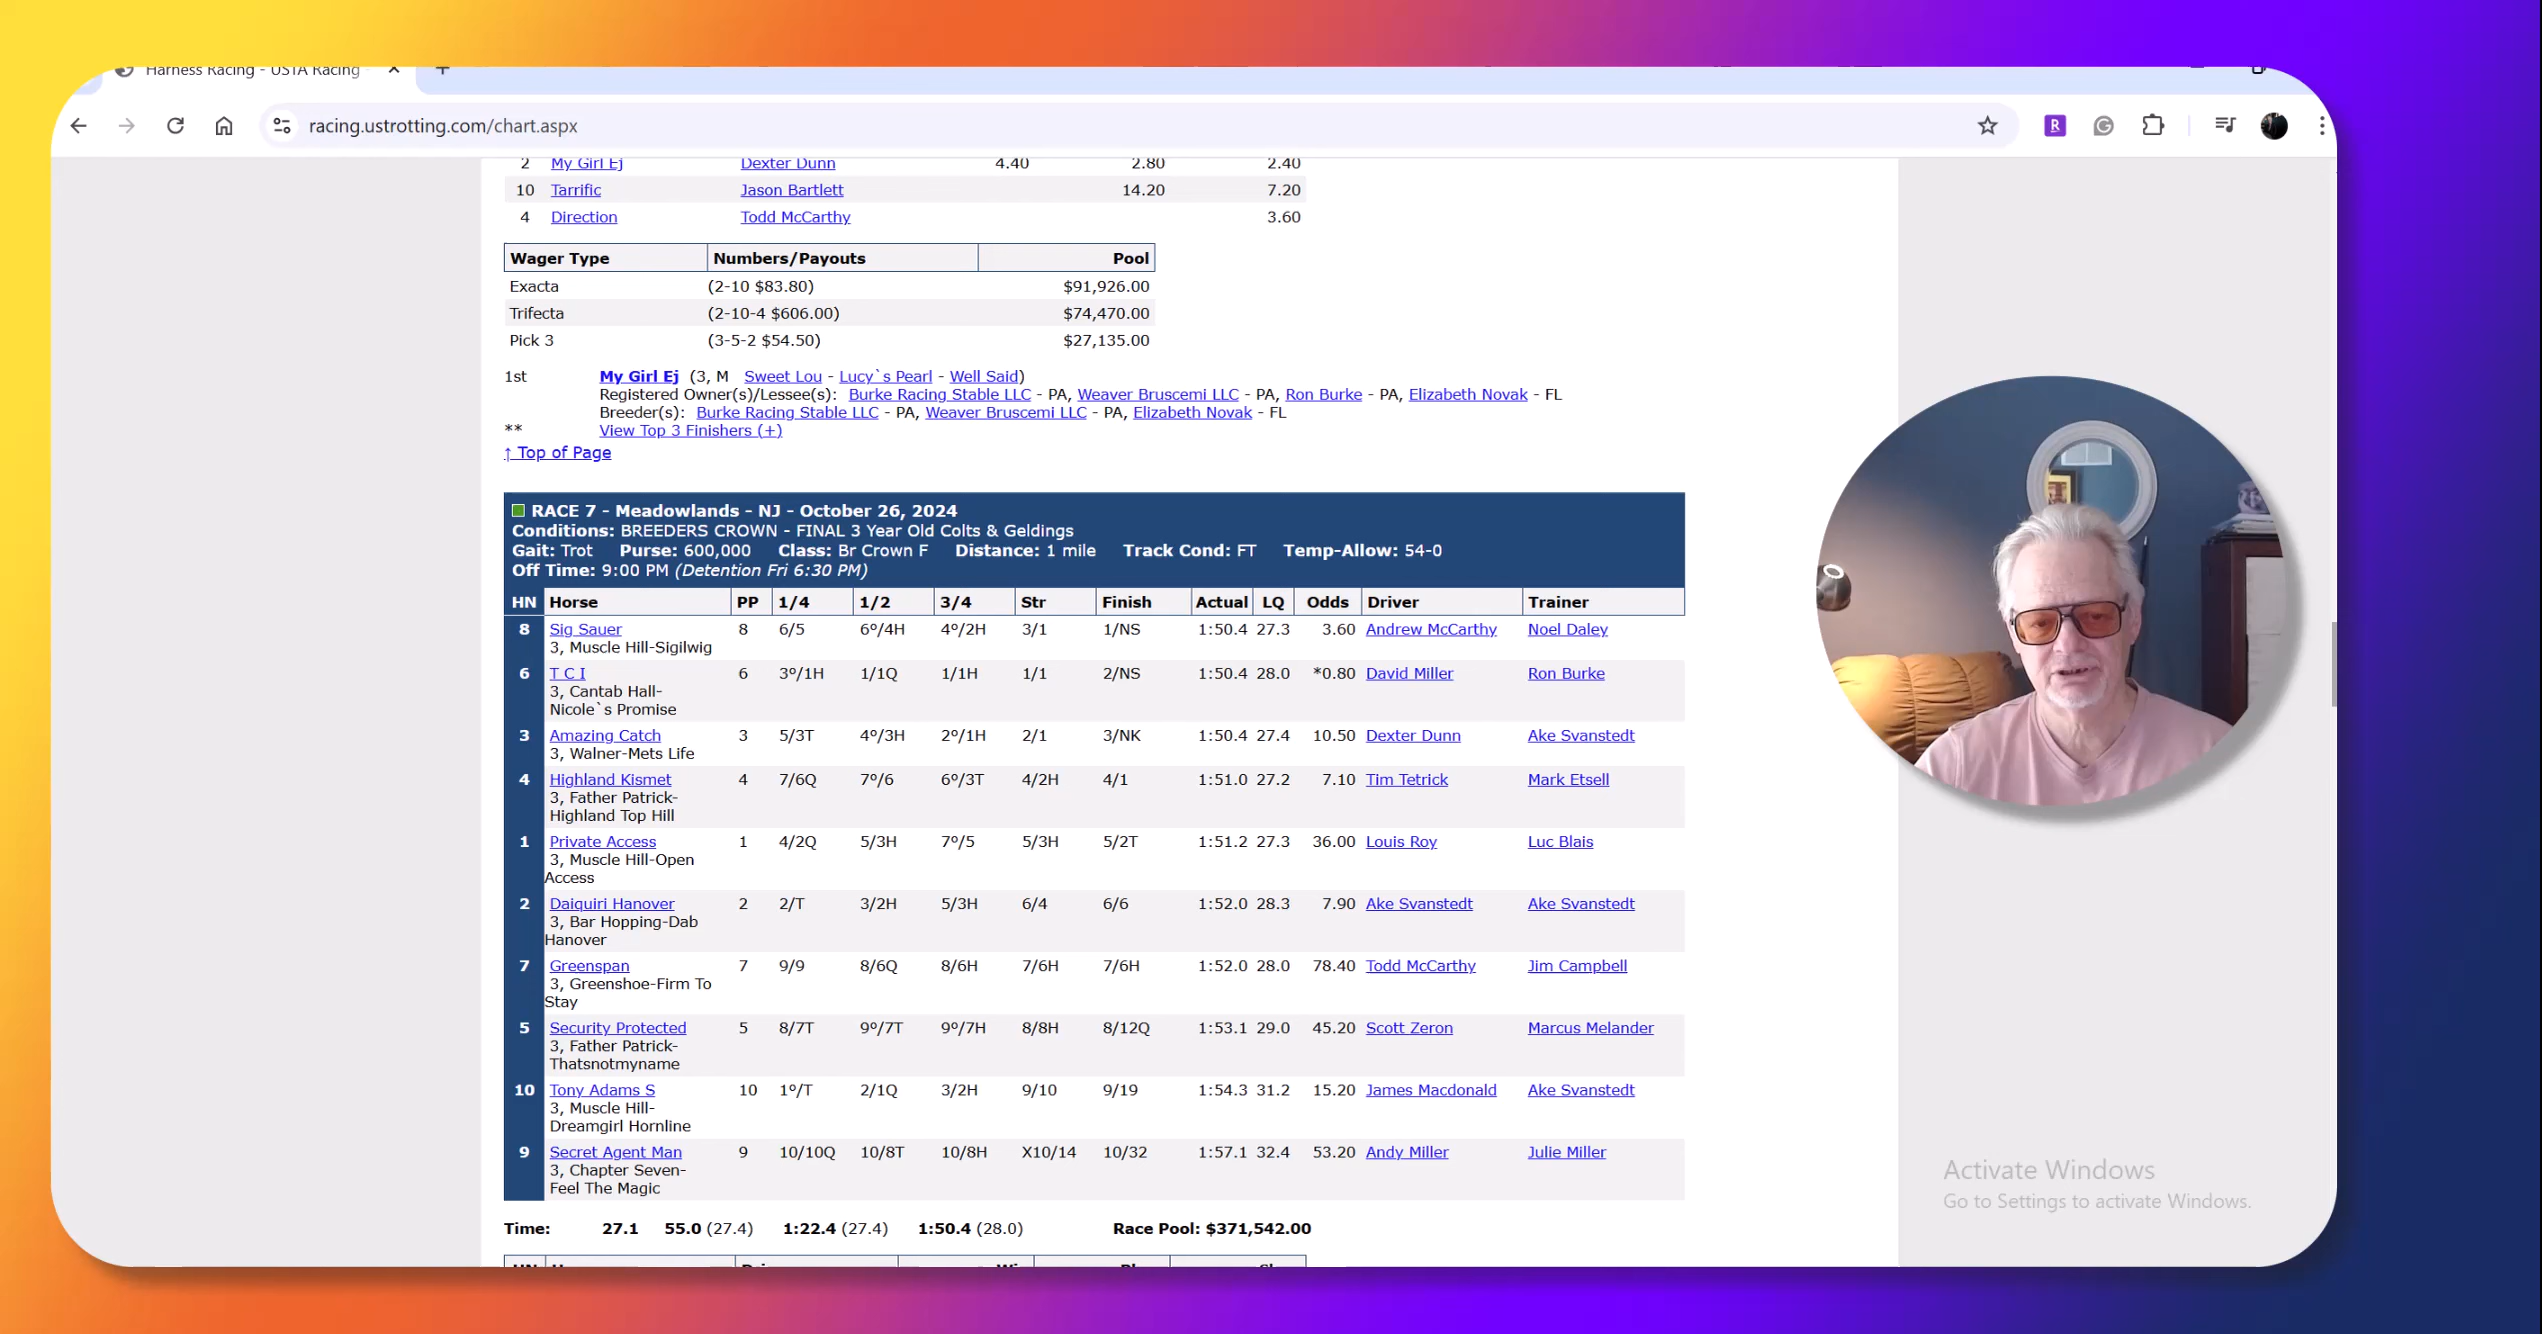 Harness Racing - USTA Racing
racing.ustrotting.com/chart.aspx
2 My Girl Ej Dexter Dunn 4.40 2.80 2.40
10 Tarrific Jason Bartlett 14.20 7.20
4 Direction Todd McCarthy 3.60
Wager Type Numbers/Payouts Pool
Exacta (2-10 $83.80) $91,926.00
Trifecta (2-10-4 $606.00) $74,470.00
Pick 3 (3-5-2 $54.50) $27,135.00
1st My Girl Ej (3, M Sweet Lou - Lucy`s Pearl - Well Said)
Registered Owner(s)/Lessee(s): Burke Racing Stable LLC - PA, Weaver Bruscemi LLC - PA, Ron Burke - PA, Elizabeth Novak - FL
Breeder(s): Burke Racing Stable LLC - PA, Weaver Bruscemi LLC - PA, Elizabeth Novak - FL
** View Top 3 Finishers (+)
↑ Top of Page
RACE 7 - Meadowlands - NJ - October 26, 2024
Conditions: BREEDERS CROWN - FINAL 3 Year Old Colts & Geldings
Gait: Trot Purse: 600,000 Class: Br Crown F Distance: 1 mile Track Cond: FT Temp-Allow: 54-0
Off Time: 9:00 PM (Detention Fri 6:30 PM)
HN Horse PP 1/4 1/2 3/4 Str Finish Actual LQ Odds Driver Trainer
8 Sig Sauer 8 6/5 6º/4H 4º/2H 3/1 1/NS 1:50.4 27.3 3.60 Andrew McCarthy Noel Daley
3, Muscle Hill-Sigilwig
6 T C I 6 3º/1H 1/1Q 1/1H 1/1 2/NS 1:50.4 28.0 *0.80 David Miller Ron Burke
3, Cantab Hall-
Nicole`s Promise
3 Amazing Catch 3 5/3T 4º/3H 2º/1H 2/1 3/NK 1:50.4 27.4 10.50 Dexter Dunn Ake Svanstedt
3, Walner-Mets Life
4 Highland Kismet 4 7/6Q 7º/6 6º/3T 4/2H 4/1 1:51.0 27.2 7.10 Tim Tetrick Mark Etsell
3, Father Patrick-
Highland Top Hill
1 Private Access 1 4/2Q 5/3H 7º/5 5/3H 5/2T 1:51.2 27.3 36.00 Louis Roy Luc Blais
3, Muscle Hill-Open
Access
2 Daiquiri Hanover 2 2/T 3/2H 5/3H 6/4 6/6 1:52.0 28.3 7.90 Ake Svanstedt Ake Svanstedt
3, Bar Hopping-Dab
Hanover
7 Greenspan 7 9/9 8/6Q 8/6H 7/6H 7/6H 1:52.0 28.0 78.40 Todd McCarthy Jim Campbell
3, Greenshoe-Firm To
Stay
5 Security Protected 5 8/7T 9º/7T 9º/7H 8/8H 8/12Q 1:53.1 29.0 45.20 Scott Zeron Marcus Melander
3, Father Patrick-
Thatsnotmyname
10 Tony Adams S 10 1º/T 2/1Q 3/2H 9/10 9/19 1:54.3 31.2 15.20 James Macdonald Ake Svanstedt
3, Muscle Hill-
Dreamgirl Hornline
9 Secret Agent Man 9 10/10Q 10/8T 10/8H X10/14 10/32 1:57.1 32.4 53.20 Andy Miller Julie Miller
3, Chapter Seven-
Feel The Magic
Time: 27.1 55.0 (27.4) 1:22.4 (27.4) 1:50.4 (28.0) Race Pool: $371,542.00
Activate Windows
Go to Settings to activate Windows.